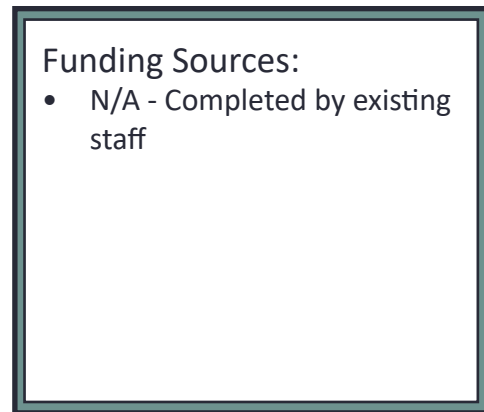 Funding Sources:
• N/A - Completed by existing
staff